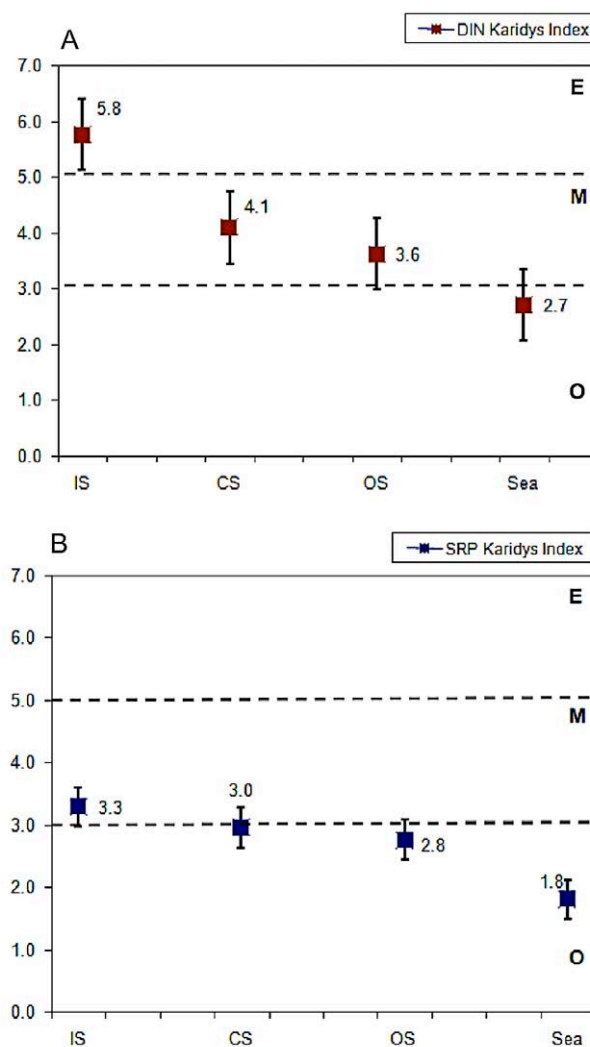 A
DIN Karidys Index
7.0
E
5.8
6.0
5.0
M
4.1
4.0
3.6
3.0
2.7
2.0
1.0
O
0.0
IS CS OS Sea
B
SRP Karidys Index
7.0
E
6.0
5.0
M
4.0
3.0
3.3
3.0
2.8
2.0
1.8
1.0
O
0.0
IS CS OS Sea